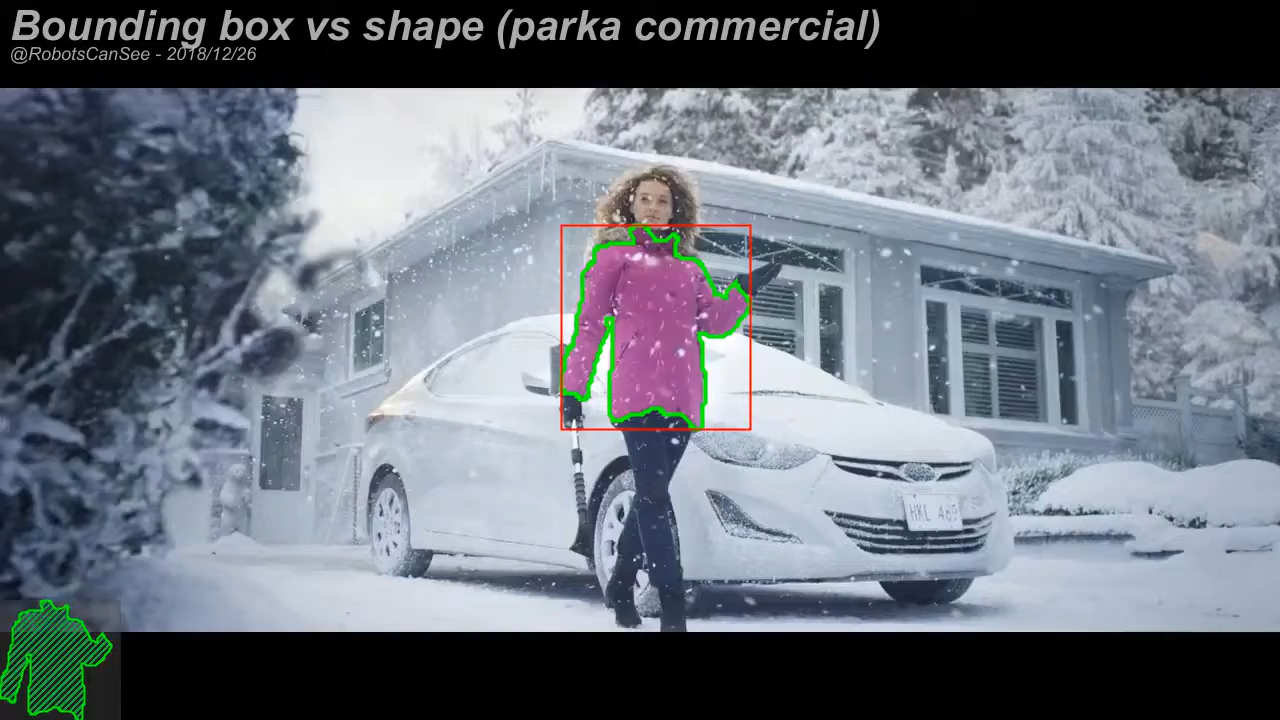 Bounding box vs shape (parka commercial)
@RobotsCanSee - 2018/12/26
HKL 469